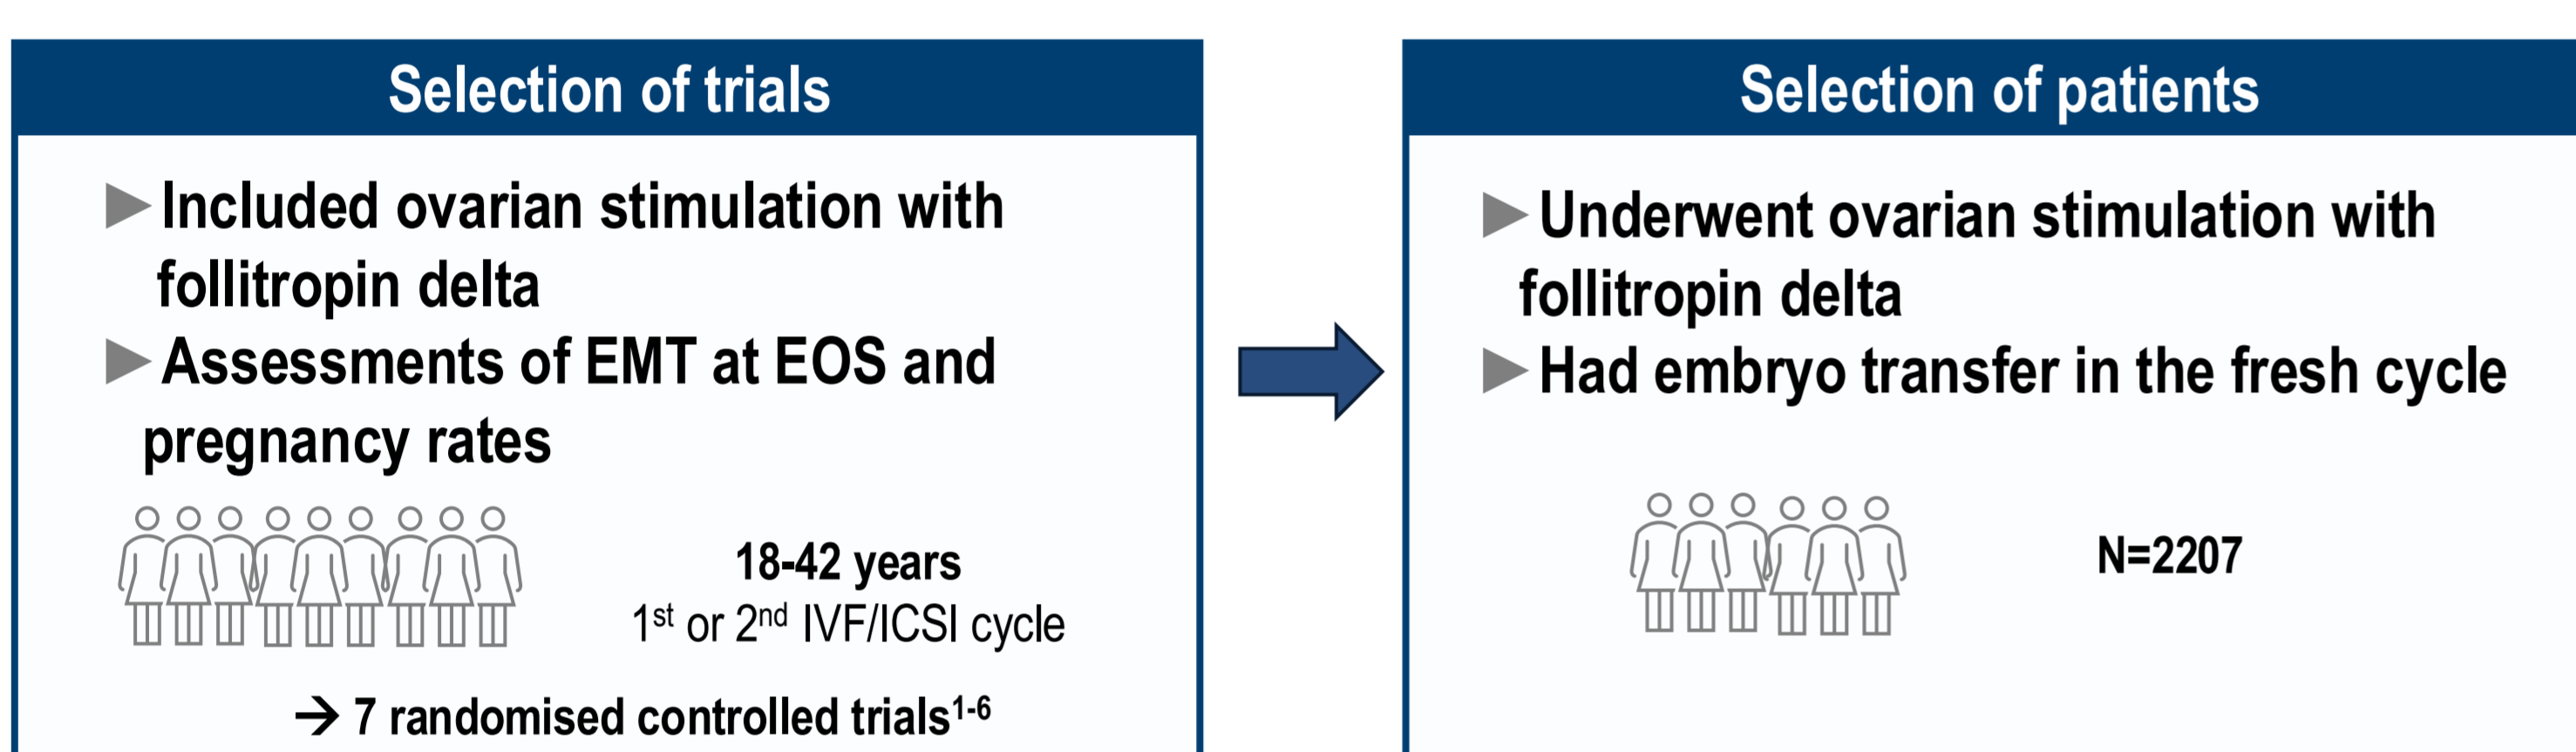 Selection of trials
►Included ovarian stimulation with
follitropin delta
►Assessments of EMT at EOS and
pregnancy rates
18-42 years
1st or 2nd IVF/ICSI cycle
→ 7 randomised controlled trials1-6
Selection of patients
►Underwent ovarian stimulation with
follitropin delta
►Had embryo transfer in the fresh cycle
N=2207